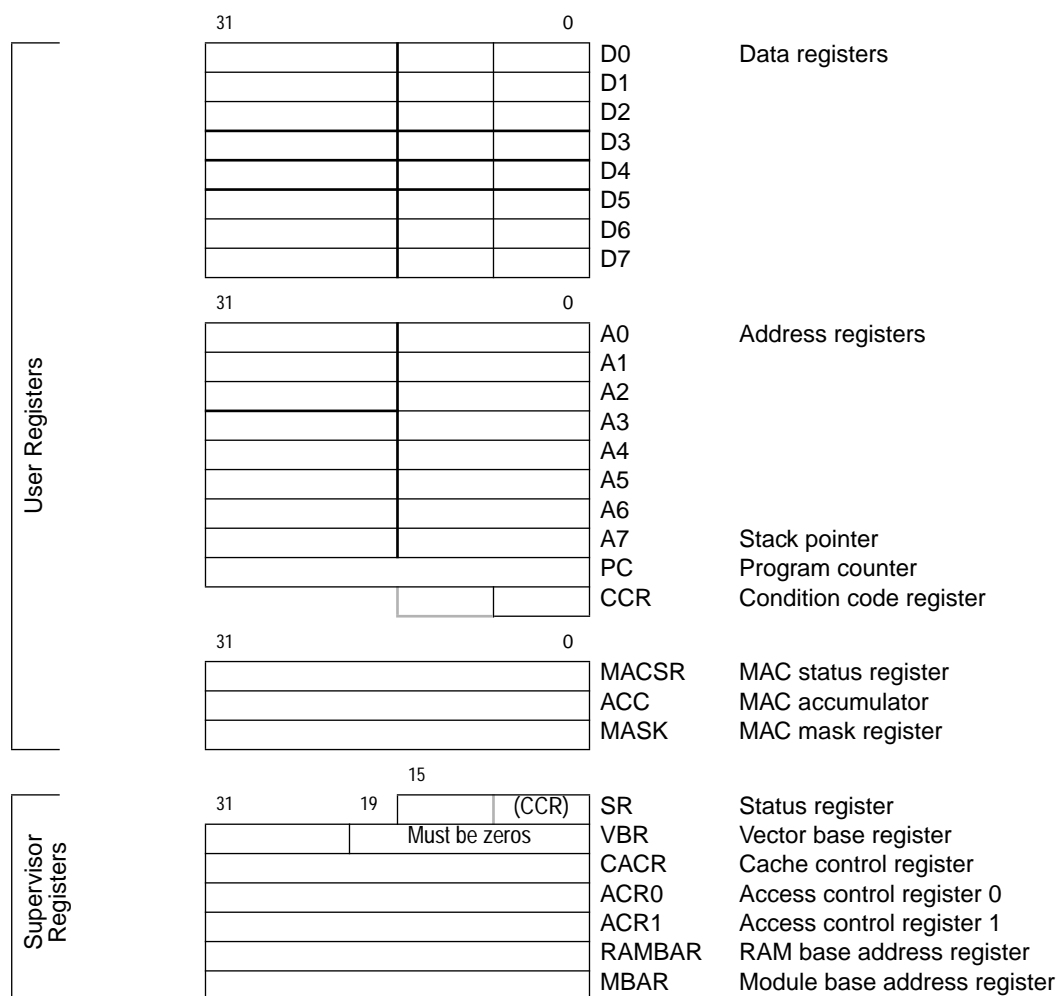 31 0
D0 Data registers
D1
D2
D3
D4
D5
D6
D7
31 0
A0 Address registers
A1
A2
A3
A4
A5
A6
A7 Stack pointer
PC Program counter
CCR Condition code register
31 0
MACSR MAC status register
ACC MAC accumulator
MASK MAC mask register
User Registers
15
31 19 (CCR) SR Status register
Must be zeros VBR Vector base register
CACR Cache control register
ACR0 Access control register 0
ACR1 Access control register 1
RAMBAR RAM base address register
MBAR Module base address register
Supervisor
Registers